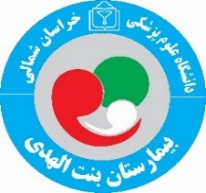 دانشگاه علوم پزشکی خراسان شمالی
بیمارستان بنت الهدی